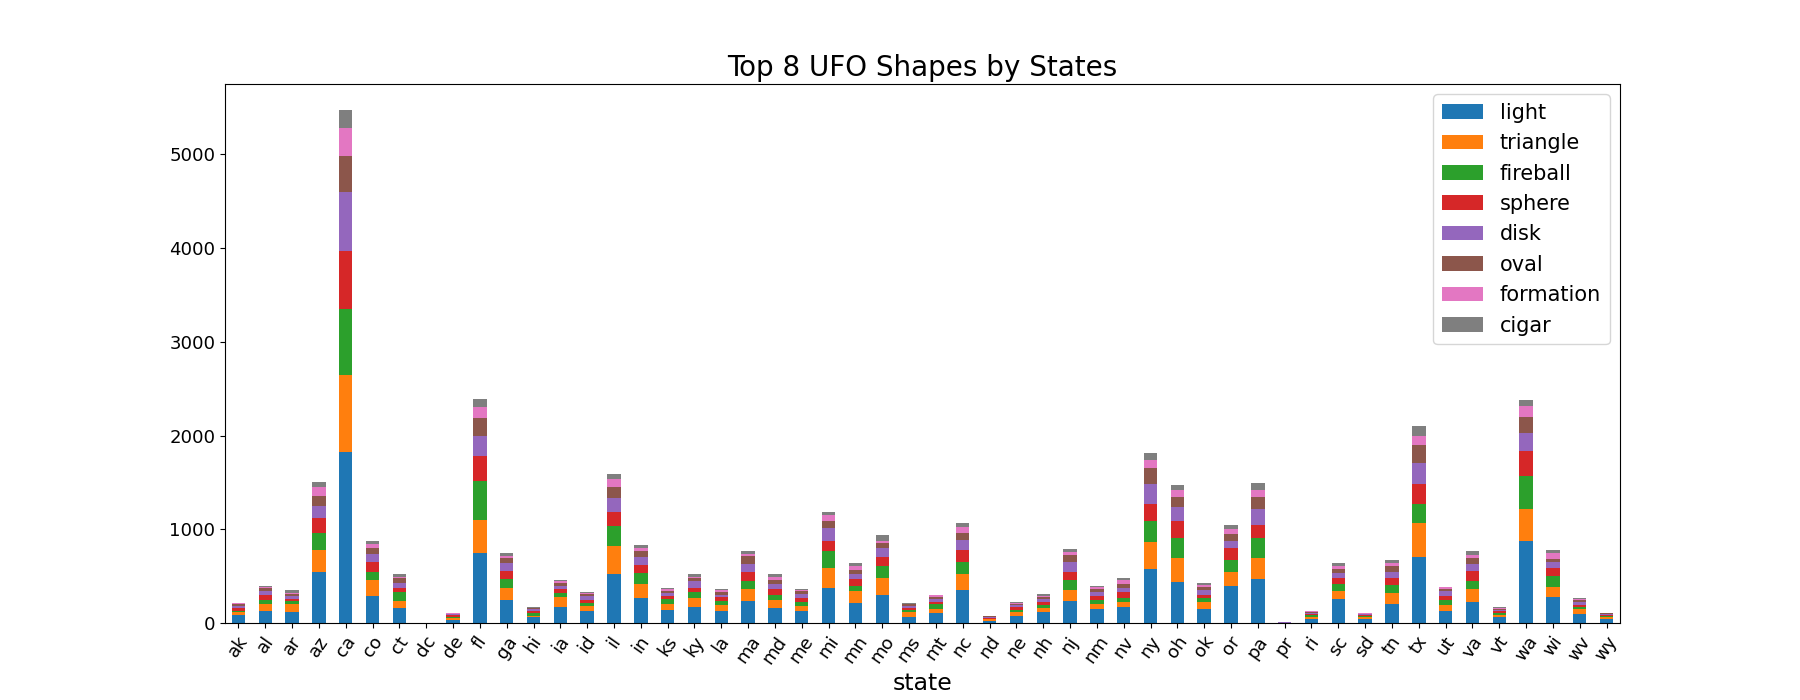 Top 8 UFO Shapes by States
light
triangle
fireball
sphere
disk
oval
formation
cigar
5000
4000
3000
2000
1000
0
ak al ar az ca co ct dc de fl ga hi ia id il in ks ky la ma md me mi mn mo ms mt nc nd ne nh nj nm nv ny oh ok or pa pr ri sc sd tn tx ut va vt wa wi wv wy
state